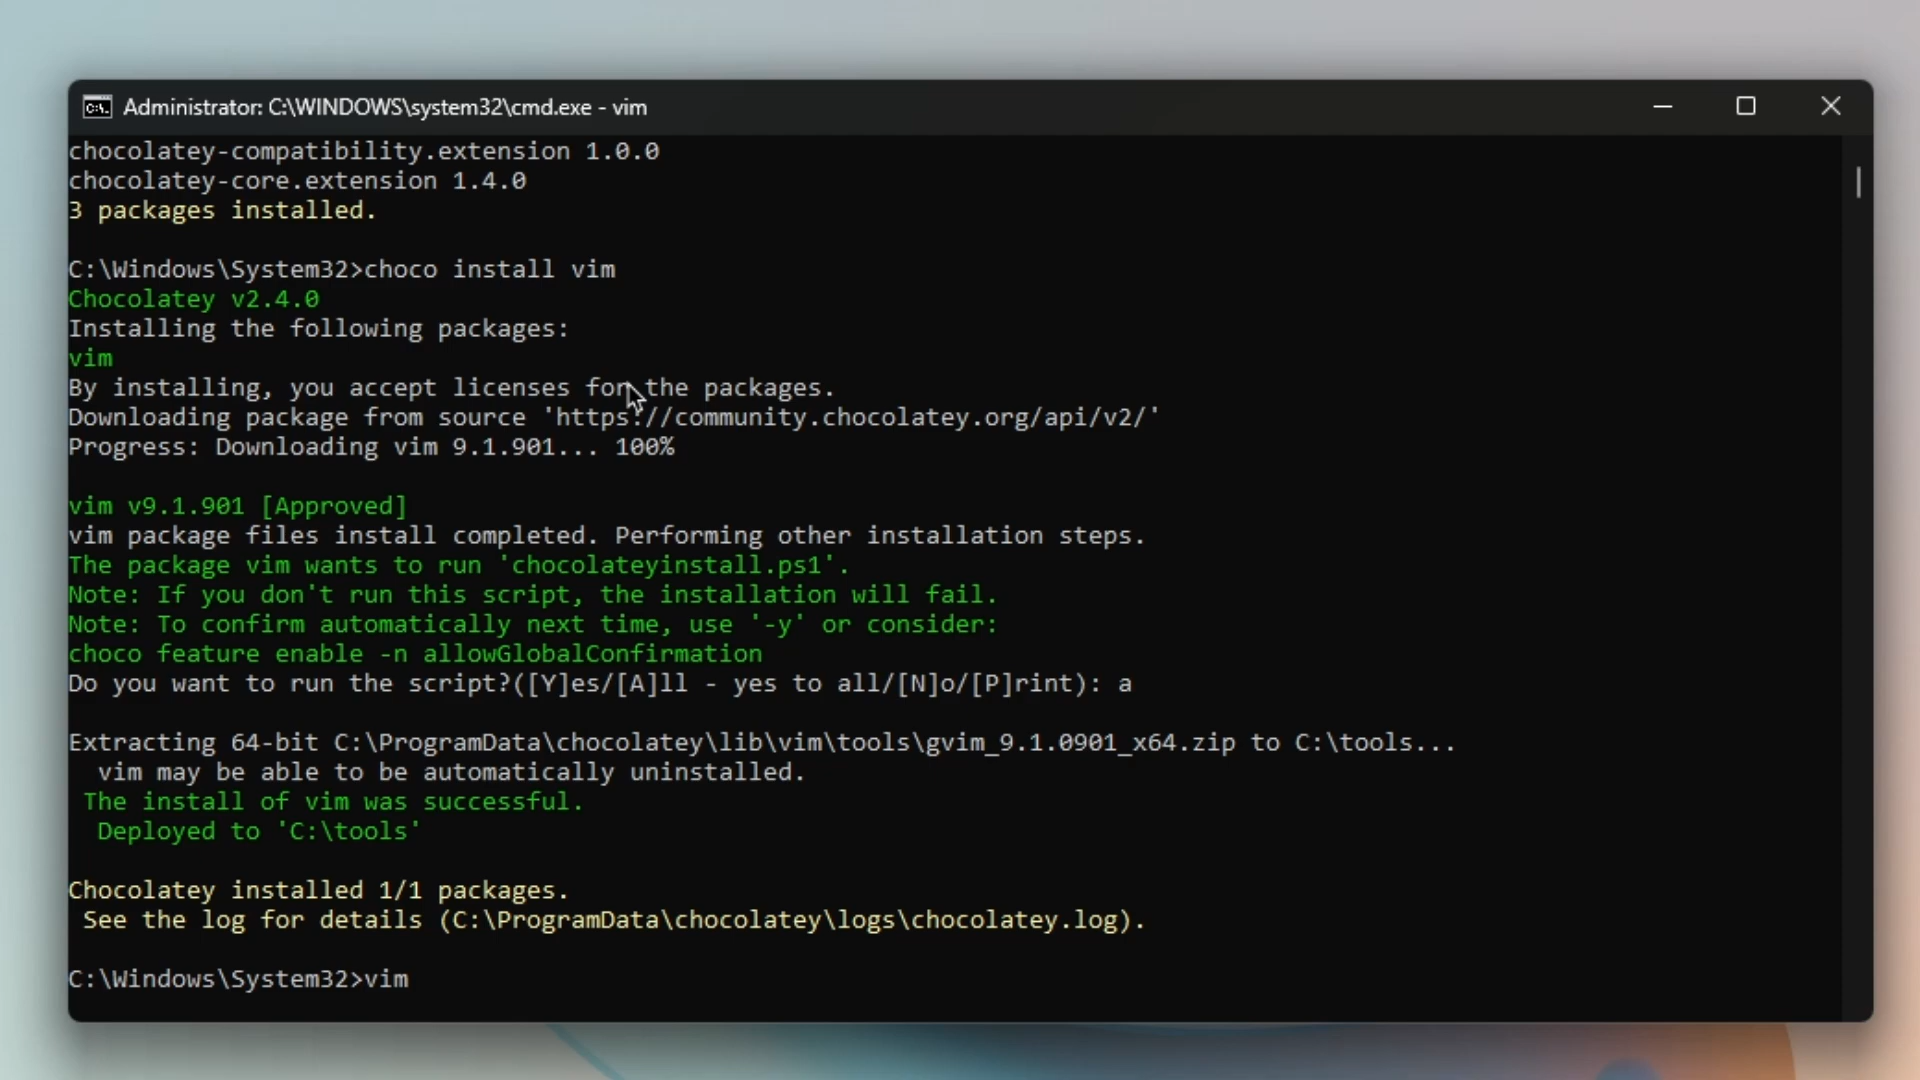 Administrator: C:\WINDOWS\system32\cmd.exe - vim
chocolatey-compatibility.extension 1.0.0
chocolatey-core.extension 1.4.0
3 packages installed.
C:\Windows\System32>choco install vim
Chocolatey v2.4.0
Installing the following packages:
vim
By installing, you accept licenses for the packages.
Downloading package from source 'https://community.chocolatey.org/api/v2/'
Progress: Downloading vim 9.1.901... 100%
vim v9.1.901 [Approved]
vim package files install completed. Performing other installation steps.
The package vim wants to run 'chocolateyinstall.ps1'.
Note: If you don't run this script, the installation will fail.
Note: To confirm automatically next time, use '-y' or consider:
choco feature enable -n allowGlobalConfirmation
Do you want to run the script?([Y]es/[A]ll - yes to all/[N]o/[P]rint): a
Extracting 64-bit C:\ProgramData\chocolatey\lib\vim\tools\gvim_9.1.0901_x64.zip to C:\tools...
vim may be able to be automatically uninstalled.
The install of vim was successful.
Deployed to 'C:\tools'
Chocolatey installed 1/1 packages.
See the log for details (C:\ProgramData\chocolatey\logs\chocolatey.log).
C:\Windows\System32>vim